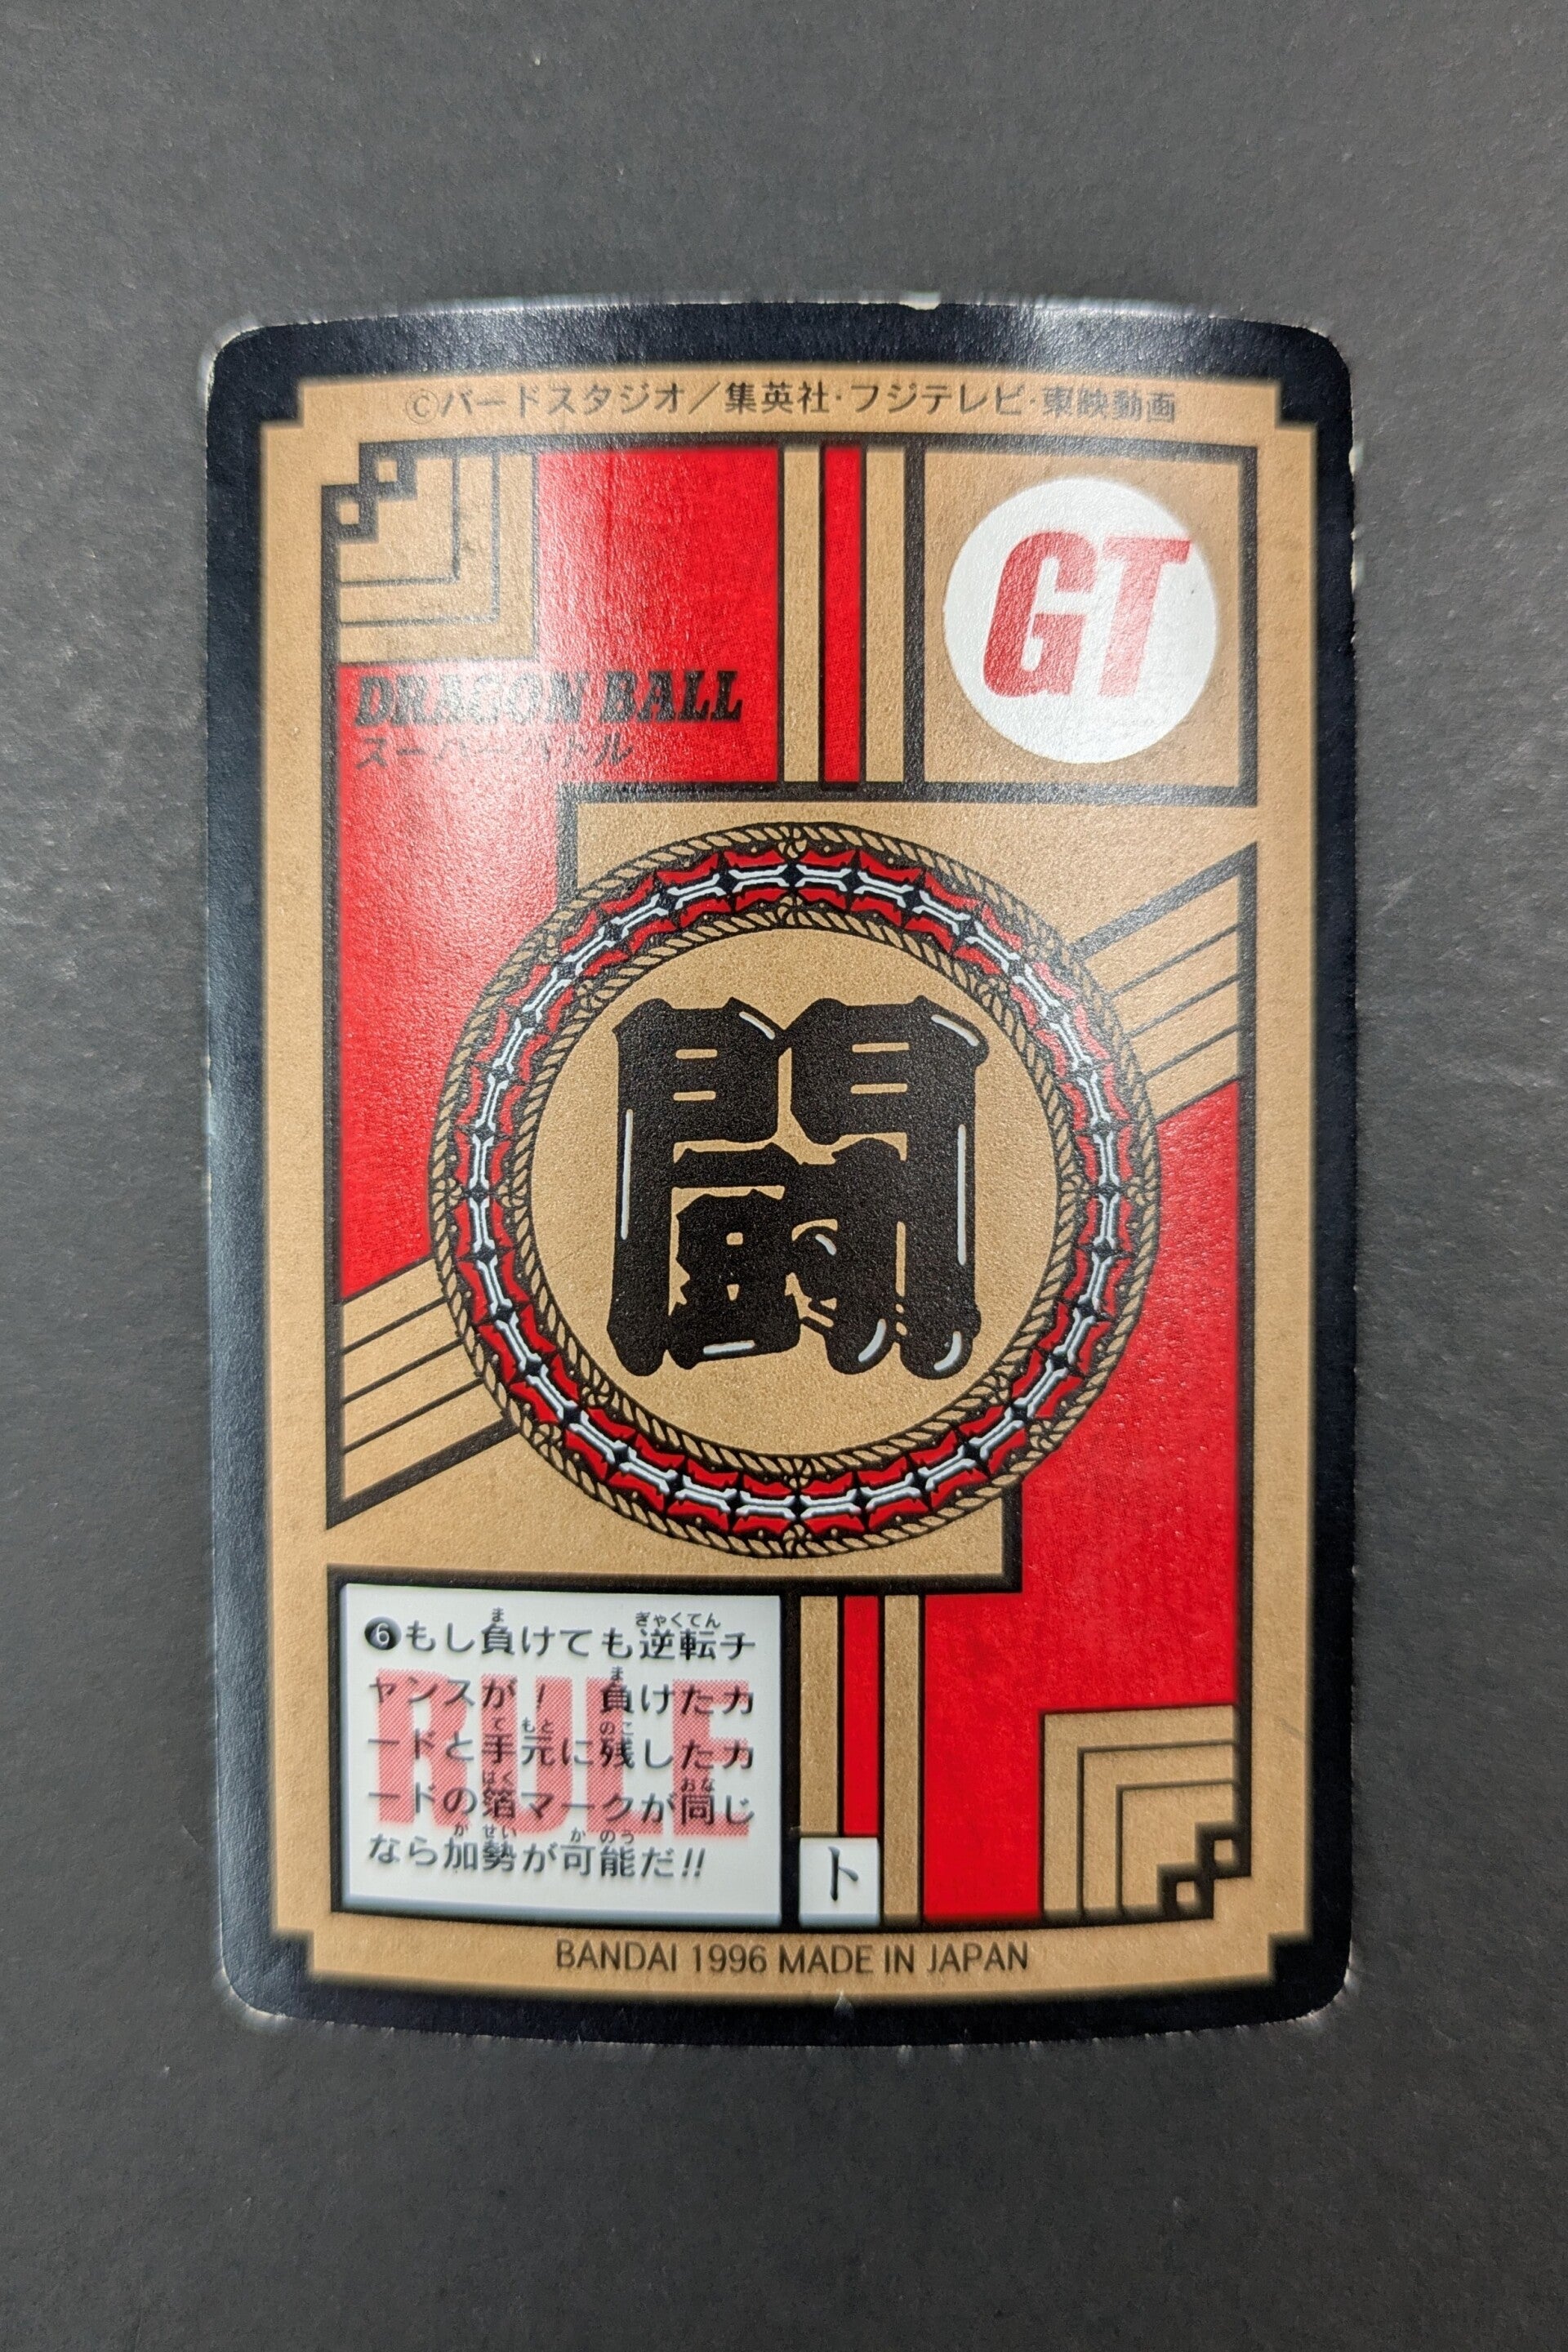 ©バードスタジオ／集英社・フジテレビ・東映動画
GT
DRAGON BALL
スーパーバトル
闘
RULE
❻もし負けても逆転チ
ャンスが！ 負けたカ
ードと手元に残したカ
ードの箔マークが同じ
なら加勢が可能だ!!
ト
BANDAI 1996 MADE IN JAPAN